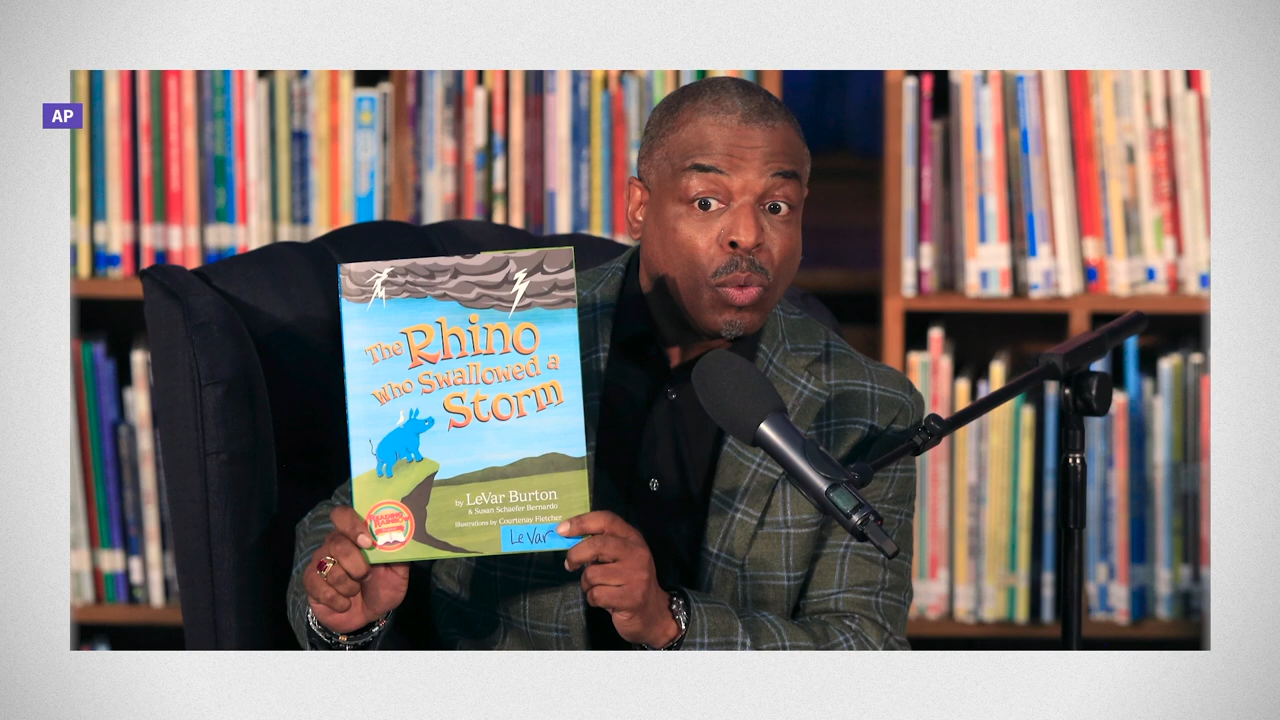 AP
The Rhino
Who Swallowed a
Storm
by LeVar Burton
& Susan Schaefer Bernardo
Illustrations by Courtenay Fletcher
LeVar